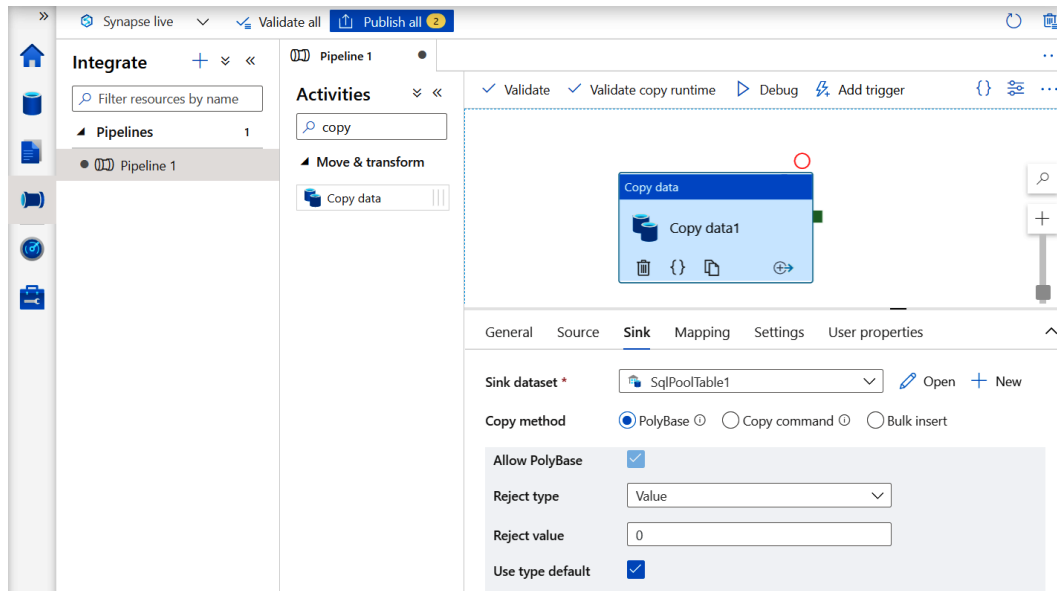 »
Synapse live
Validate all
Publish all 2
Integrate
Filter resources by name
Pipelines 1
Pipeline 1
Pipeline 1
Activities
copy
Move & transform
Copy data
Validate
Validate copy runtime
Debug
Add trigger
{}
Copy data
Copy data1
{}
General Source Sink Mapping Settings User properties
Sink dataset * SqlPoolTable1 Open New
Copy method PolyBase Copy command Bulk insert
Allow PolyBase
Reject type Value
Reject value 0
Use type default